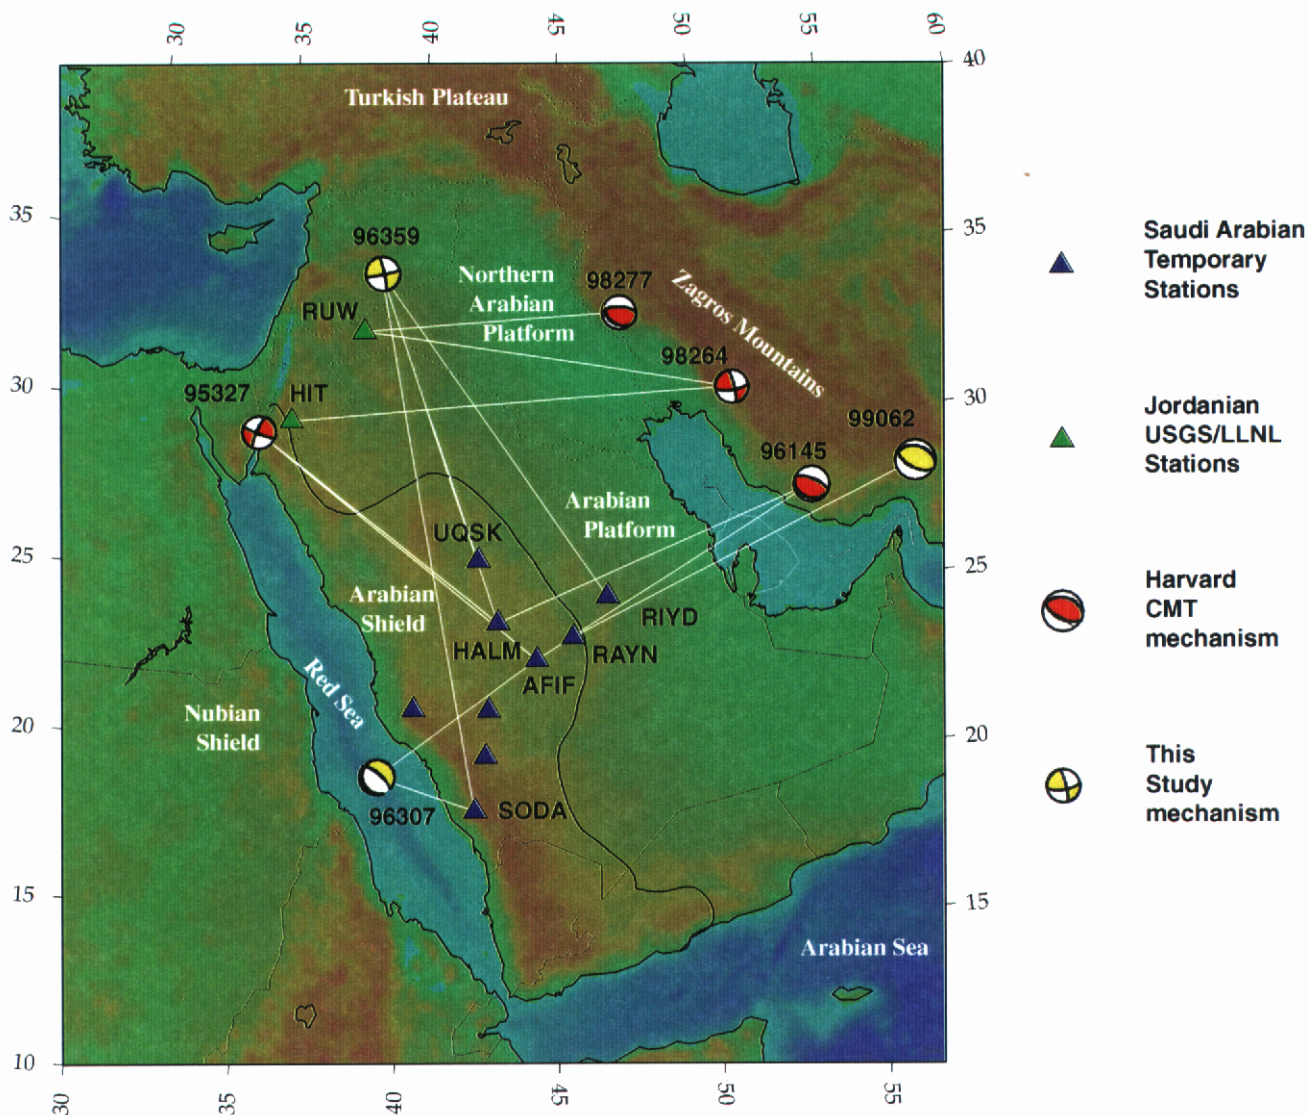 30
35
40
45
50
55
60
40
Turkish Plateau
35
35
96359
Northern
Arabian
Platform
98277
Zagros Mountains
RUW
98264
30
30
95327
HIT
99062
96145
Arabian
Platform
UQSK
25
25
Arabian
Shield
RIYD
HALM
RAYN
AFIF
Red Sea
Nubian
Shield
20
20
96307
SODA
15
15
Arabian Sea
10
30
35
40
45
50
55
Saudi Arabian
Temporary
Stations
Jordanian
USGS/LLNL
Stations
Harvard
CMT
mechanism
This
Study
mechanism